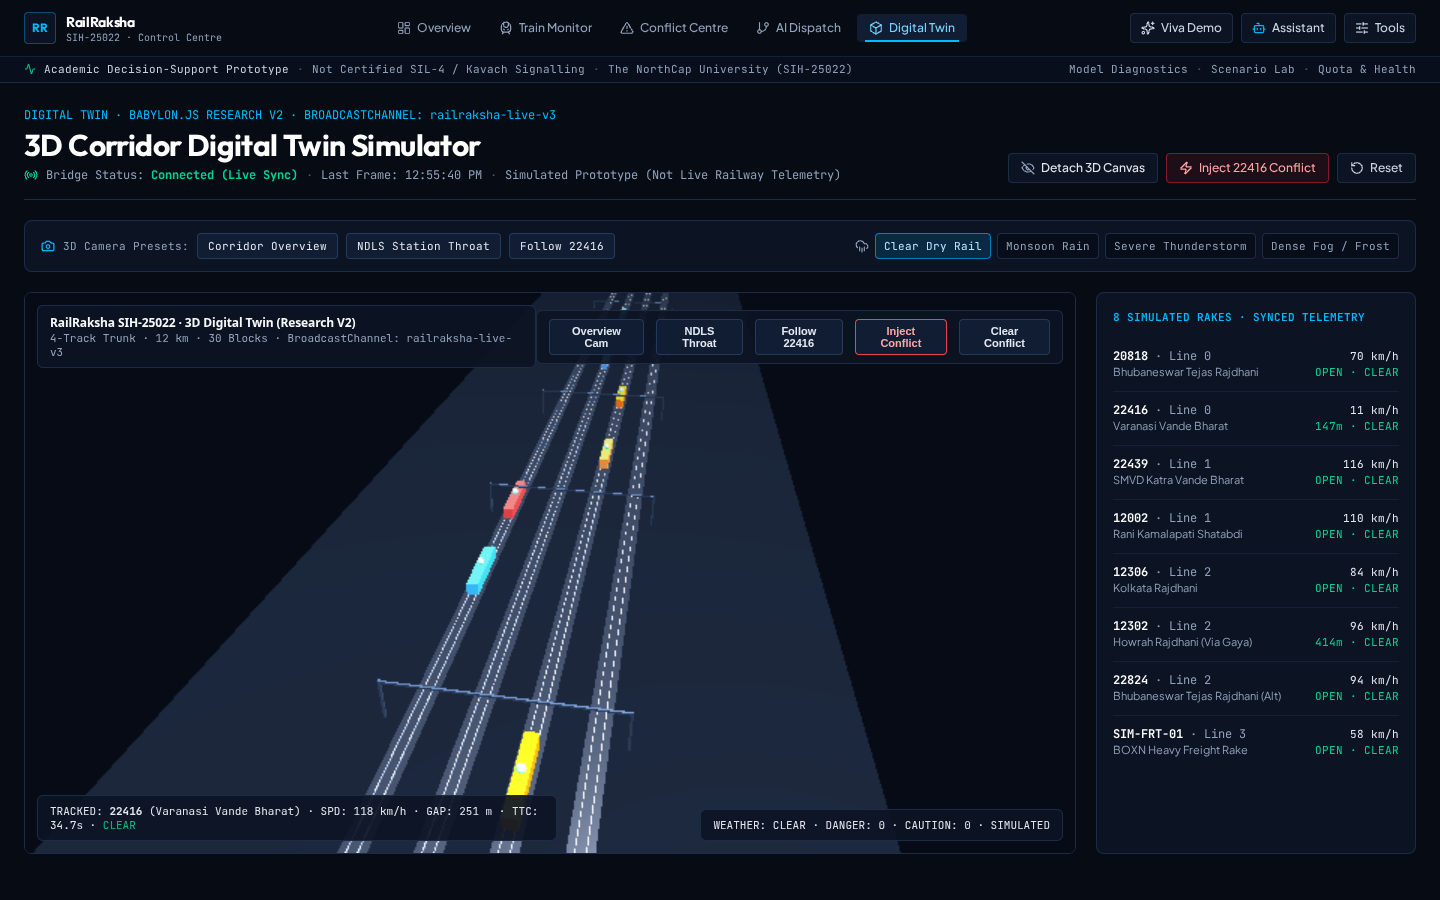 RR
RailRaksha
SIH-25022 · Control Centre
Overview
Train Monitor
Conflict Centre
AI Dispatch
Digital Twin
Viva Demo
Assistant
Tools
Academic Decision-Support Prototype · Not Certified SIL-4 / Kavach Signalling · The NorthCap University (SIH-25022)
Model Diagnostics · Scenario Lab · Quota & Health
DIGITAL TWIN · BABYLON.JS RESEARCH V2 · BROADCASTCHANNEL: railraksha-live-v3
3D Corridor Digital Twin Simulator
Bridge Status: Connected (Live Sync) · Last Frame: 12:55:40 PM · Simulated Prototype (Not Live Railway Telemetry)
Detach 3D Canvas
Inject 22416 Conflict
Reset
3D Camera Presets:
Corridor Overview
NDLS Station Throat
Follow 22416
Clear Dry Rail
Monsoon Rain
Severe Thunderstorm
Dense Fog / Frost
RailRaksha SIH-25022 · 3D Digital Twin (Research V2)
4-Track Trunk · 12 km · 30 Blocks · BroadcastChannel: railraksha-live-
v3
Overview
Cam
NDLS
Throat
Follow
22416
Inject
Conflict
Clear
Conflict
TRACKED: 22416 (Varanasi Vande Bharat) · SPD: 118 km/h · GAP: 251 m · TTC:
34.7s · CLEAR
WEATHER: CLEAR · DANGER: 0 · CAUTION: 0 · SIMULATED
8 SIMULATED RAKES · SYNCED TELEMETRY
20818 · Line 0 70 km/h
Bhubaneswar Tejas Rajdhani OPEN · CLEAR
22416 · Line 0 11 km/h
Varanasi Vande Bharat 147m · CLEAR
22439 · Line 1 116 km/h
SMVD Katra Vande Bharat OPEN · CLEAR
12002 · Line 1 110 km/h
Rani Kamalapati Shatabdi OPEN · CLEAR
12306 · Line 2 84 km/h
Kolkata Rajdhani OPEN · CLEAR
12302 · Line 2 96 km/h
Howrah Rajdhani (Via Gaya) 414m · CLEAR
22824 · Line 2 94 km/h
Bhubaneswar Tejas Rajdhani (Alt) OPEN · CLEAR
SIM-FRT-01 · Line 3 58 km/h
BOXN Heavy Freight Rake OPEN · CLEAR